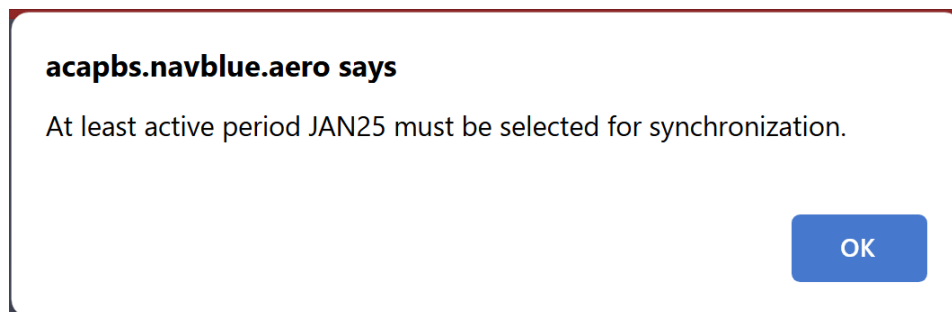 acapbs.navblue.aero says
At least active period JAN25 must be selected for synchronization.
OK